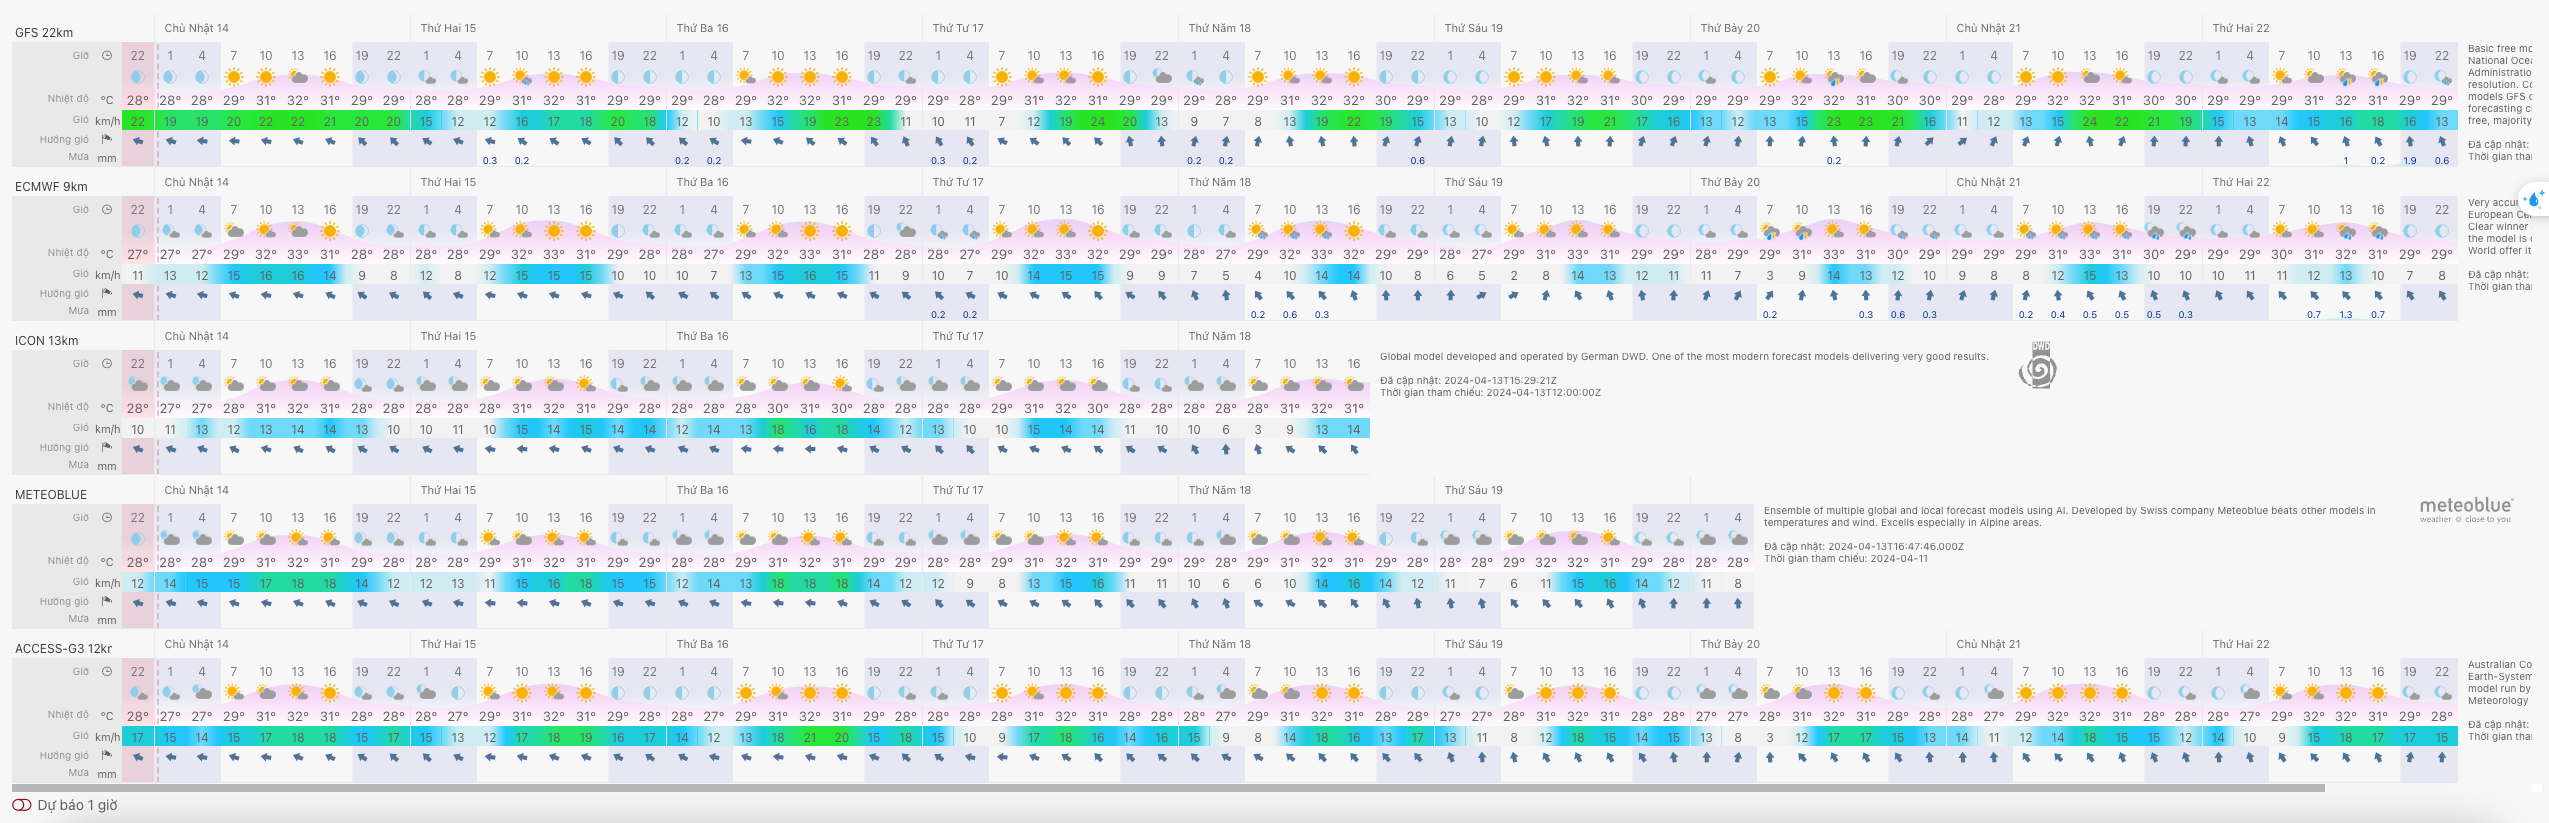 Chủ Nhật 14 Thứ Hai 15 Thứ Ba 16 Thứ Tư 17 Thứ Năm 18 Thứ Sáu 19 Thứ Bảy 20 Chủ Nhật 21 Thứ Hai 22
GFS 22km
Giờ 22 1 4 7 10 13 16 19 22 1 4 7 10 13 16 19 22 1 4 7 10 13 16 19 22 1 4 7 10 13 16 19 22 1 4 7 10 13 16 19 22 1 4 7 10 13 16 19 22 1 4 7 10 13 16 19 22 1 4 7 10 13 16 19 22 1 4 7 10 13 16 19 22
Nhiệt độ °C 28° 28° 28° 29° 31° 32° 31° 29° 28° 28° 28° 29° 31° 32° 31° 29° 28° 28° 28° 29° 32° 32° 31° 29° 29° 28° 28° 29° 31° 32° 31° 29° 29° 29° 28° 29° 31° 32° 32° 30° 29° 29° 28° 29° 31° 32° 31° 30° 29° 29° 29° 29° 31° 33° 31° 30° 30° 29° 29° 29° 31° 32° 31° 29° 29° 29° 29° 29° 31° 32° 31° 29° 29°
Gió km/h 22 19 19 20 22 22 21 20 20 15 12 12 16 17 18 20 18 12 10 13 15 19 23 23 11 10 11 7 12 19 24 20 13 9 7 8 13 19 22 19 15 13 10 12 17 19 21 17 16 13 12 13 15 23 23 21 16 11 12 13 15 24 22 21 19 15 13 14 15 16 18 16 13
Hướng gió
Mưa mm 0.3 0.2 0.2 0.2 0.3 0.2 0.2 0.2 0.6 0.2 1 0.2 1.9 0.6
Basic free mo
National Ocea
Administratio
resolution. Co
models GFS
forecasting c
free, majority
Đã cập nhật:
Thời gian tha
Chủ Nhật 14 Thứ Hai 15 Thứ Ba 16 Thứ Tư 17 Thứ Năm 18 Thứ Sáu 19 Thứ Bảy 20 Chủ Nhật 21 Thứ Hai 22
ECMWF 9km
Giờ 22 1 4 7 10 13 16 19 22 1 4 7 10 13 16 19 22 1 4 7 10 13 16 19 22 1 4 7 10 13 16 19 22 1 4 7 10 13 16 19 22 1 4 7 10 13 16 19 22 1 4 7 10 13 16 19 22 1 4 7 10 13 16 19 22 1 4 7 10 13 16 19 22
Nhiệt độ °C 27° 27° 27° 29° 32° 33° 31° 29° 28° 28° 28° 29° 32° 33° 31° 29° 28° 28° 28° 29° 32° 33° 31° 29° 28° 28° 28° 29° 32° 33° 32° 29° 29° 28° 28° 29° 32° 33° 32° 30° 29° 29° 28° 29° 32° 33° 31° 30° 29° 29° 29° 29° 31° 33° 31° 30° 29° 29° 29° 29° 31° 33° 31° 30° 29° 29° 29° 29° 31° 32° 31° 30° 29°
Gió km/h 11 13 12 15 16 16 14 9 8 12 8 12 15 15 15 10 10 10 7 13 15 16 15 11 9 10 7 10 14 15 15 9 9 7 5 4 10 14 14 10 8 6 5 2 8 14 13 12 11 11 7 3 9 14 13 12 10 9 8 8 12 15 13 10 10 10 11 11 12 13 10 7 8
Hướng gió
Mưa mm 0.2 0.2 0.2 0.6 0.3 0.2 0.3 0.6 0.3 0.2 0.4 0.5 0.5 0.5 0.3 0.7 1.3 0.7
Very accur
European Ce
Clear winner
the model is
World offer it
Đã cập nhật:
Thời gian tha
Chủ Nhật 14 Thứ Hai 15 Thứ Ba 16 Thứ Tư 17 Thứ Năm 18
ICON 13km
Giờ 22 1 4 7 10 13 16 19 22 1 4 7 10 13 16 19 22 1 4 7 10 13 16 19 22 1 4 7 10 13 16 19 22 1 4 7 10 13 16
Nhiệt độ °C 28° 27° 27° 28° 31° 32° 31° 28° 28° 28° 28° 28° 31° 32° 31° 28° 28° 28° 28° 28° 30° 31° 30° 28° 28° 28° 27° 29° 31° 32° 30° 28° 28° 28° 28° 28° 31° 32° 31°
Gió km/h 10 11 13 12 13 14 14 13 10 10 11 10 15 14 15 14 14 12 14 13 18 16 18 14 12 13 10 10 15 14 14 11 10 10 6 3 9 13 14
Hướng gió
Mưa mm
Global model developed and operated by German DWD. One of the most modern forecast models delivering very good results.
Đã cập nhật: 2024-04-13T15:29:21Z
Thời gian tham chiếu: 2024-04-13T12:00:00Z
DWD
Chủ Nhật 14 Thứ Hai 15 Thứ Ba 16 Thứ Tư 17 Thứ Năm 18 Thứ Sáu 19
METEOBLUE
Giờ 22 1 4 7 10 13 16 19 22 1 4 7 10 13 16 19 22 1 4 7 10 13 16 19 22 1 4 7 10 13 16 19 22 1 4 7 10 13 16 19 22 1 4 7 10 13 16 19 22 1 4
Nhiệt độ °C 28° 28° 28° 29° 31° 31° 31° 29° 28° 28° 28° 29° 31° 32° 31° 29° 28° 28° 28° 29° 31° 31° 31° 29° 29° 28° 28° 29° 31° 32° 31° 29° 29° 28° 28° 29° 31° 32° 31° 29° 29° 28° 28° 29° 32° 32° 31° 29° 29° 28° 28°
Gió km/h 12 14 15 15 17 18 18 14 12 12 13 11 15 16 18 15 15 12 14 13 18 18 18 14 12 12 9 8 13 15 16 11 11 10 6 6 10 14 16 14 12 11 7 6 11 15 16 14 12 11 8
Hướng gió
Mưa mm
Ensemble of multiple global and local forecast models using AI. Developed by Swiss company Meteoblue beats other models in
temperatures and wind. Excells especially in Alpine areas.
Đã cập nhật: 2024-04-13T16:47:46.000Z
Thời gian tham chiếu: 2024-04-11
meteoblue
weather close to you
Chủ Nhật 14 Thứ Hai 15 Thứ Ba 16 Thứ Tư 17 Thứ Năm 18 Thứ Sáu 19 Thứ Bảy 20 Chủ Nhật 21 Thứ Hai 22
ACCESS-G3 12kr
Giờ 22 1 4 7 10 13 16 19 22 1 4 7 10 13 16 19 22 1 4 7 10 13 16 19 22 1 4 7 10 13 16 19 22 1 4 7 10 13 16 19 22 1 4 7 10 13 16 19 22 1 4 7 10 13 16 19 22 1 4 7 10 13 16 19 22 1 4 7 10 13 16 19 22
Nhiệt độ °C 28° 27° 27° 29° 31° 32° 31° 29° 28° 28° 27° 29° 31° 32° 31° 29° 28° 28° 27° 29° 31° 32° 31° 29° 28° 28° 28° 29° 31° 32° 31° 29° 28° 28° 27° 29° 31° 32° 31° 28° 28° 27° 27° 28° 31° 32° 31° 29° 28° 27° 27° 28° 31° 32° 31° 29° 28° 28° 28° 29° 31° 32° 31° 29° 28° 28° 27° 29° 31° 32° 31° 29° 28°
Gió km/h 17 15 14 15 17 18 18 15 17 15 13 12 17 18 19 16 17 14 12 13 18 21 20 15 18 15 10 9 17 18 16 14 16 15 9 8 14 18 16 13 17 13 11 8 12 18 15 14 15 13 8 3 12 17 17 15 13 14 11 12 14 18 15 15 12 14 10 9 15 18 17 17 15
Hướng gió
Mưa mm
Australian Co
Earth-System
model run by
Meteorology
Đã cập nhật:
Thời gian tha
Dự báo 1 giờ